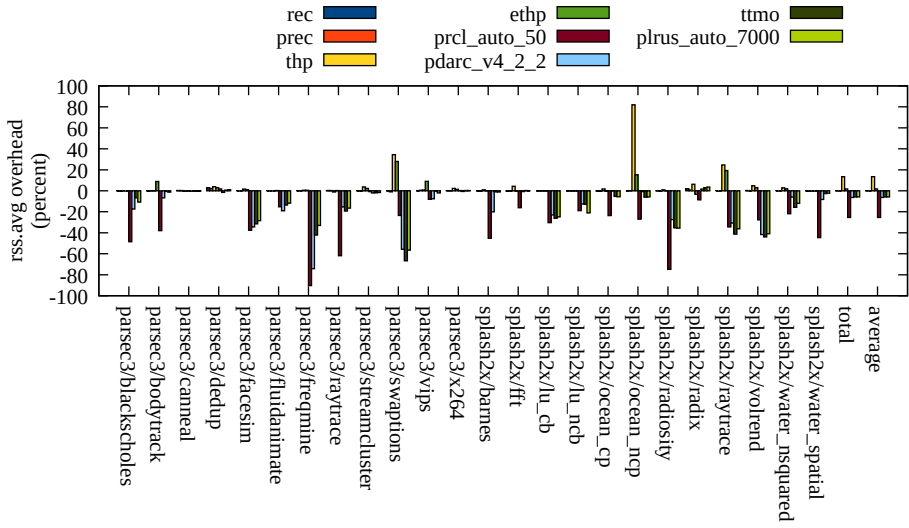 rec
prec
thp
ethp
prcl_auto_50
pdarc_v4_2_2
ttmo
plrus_auto_7000
rss.avg overhead
(percent)
100
80
60
40
20
0
-20
-40
-60
-80
-100
parsec3/blackscholes
parsec3/bodytrack
parsec3/canneal
parsec3/dedup
parsec3/facesim
parsec3/fluidanimate
parsec3/freqmine
parsec3/raytrace
parsec3/streamcluster
parsec3/swaptions
parsec3/vips
parsec3/x264
splash2x/barnes
splash2x/fft
splash2x/lu_cb
splash2x/lu_ncb
splash2x/ocean_cp
splash2x/ocean_ncp
splash2x/radiosity
splash2x/radix
splash2x/raytrace
splash2x/volrend
splash2x/water_nsquared
splash2x/water_spatial
total
average